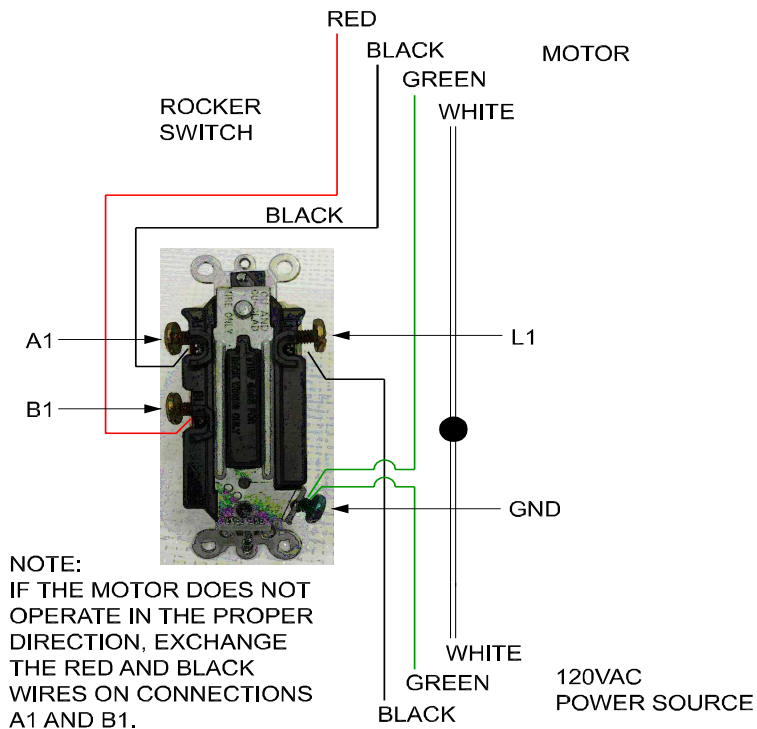 RED
BLACK
MOTOR
GREEN
ROCKER
SWITCH
WHITE
BLACK
A1
L1
B1
GND
NOTE:
IF THE MOTOR DOES NOT
OPERATE IN THE PROPER
DIRECTION, EXCHANGE
THE RED AND BLACK
WIRES ON CONNECTIONS
A1 AND B1.
WHITE
GREEN
BLACK
120VAC
POWER SOURCE